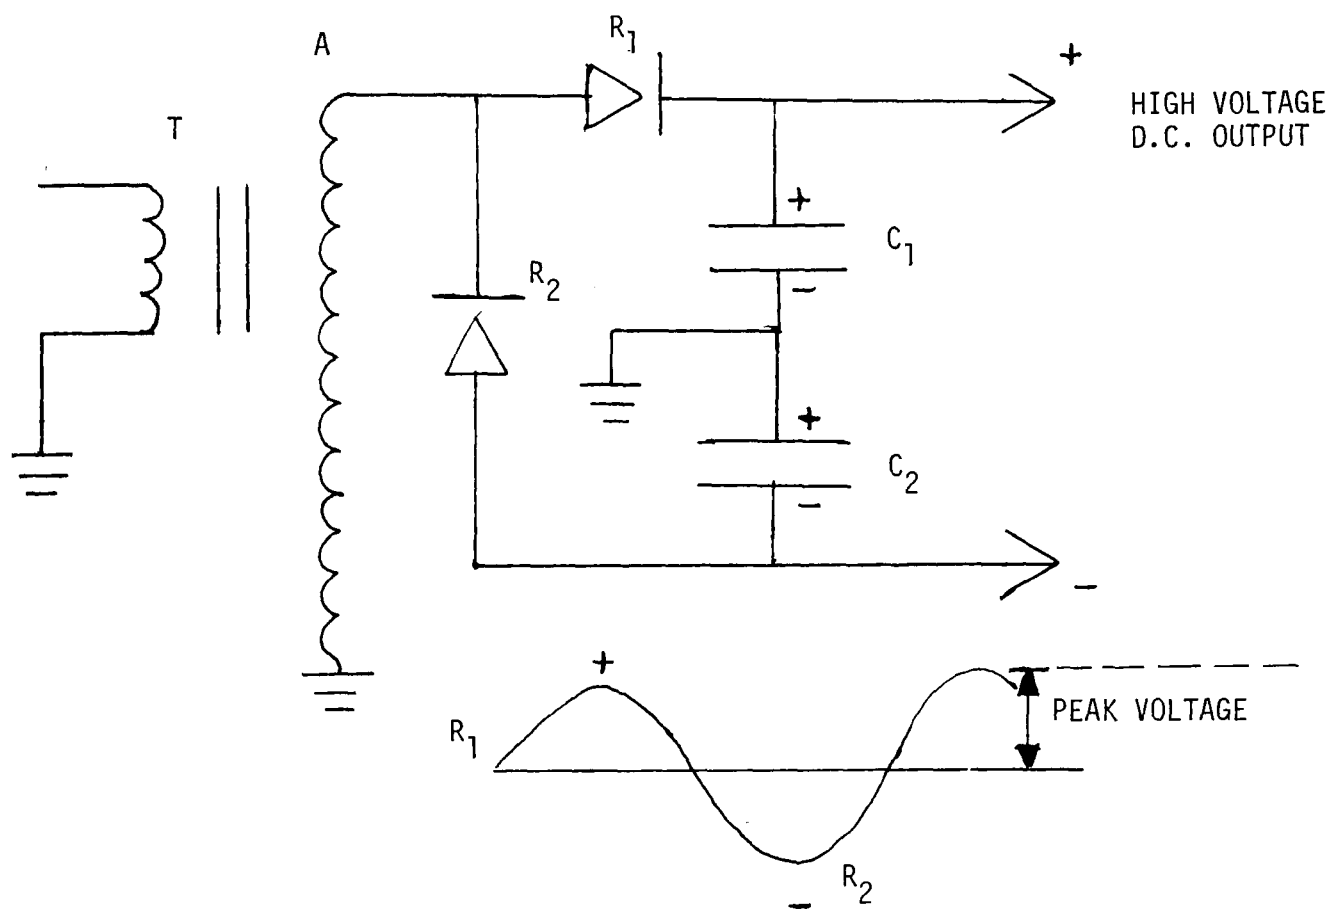 A
R1
+
HIGH VOLTAGE
D.C. OUTPUT
T
+
C1
R2
−
+
C2
−
−
+
PEAK VOLTAGE
R1
R2
−